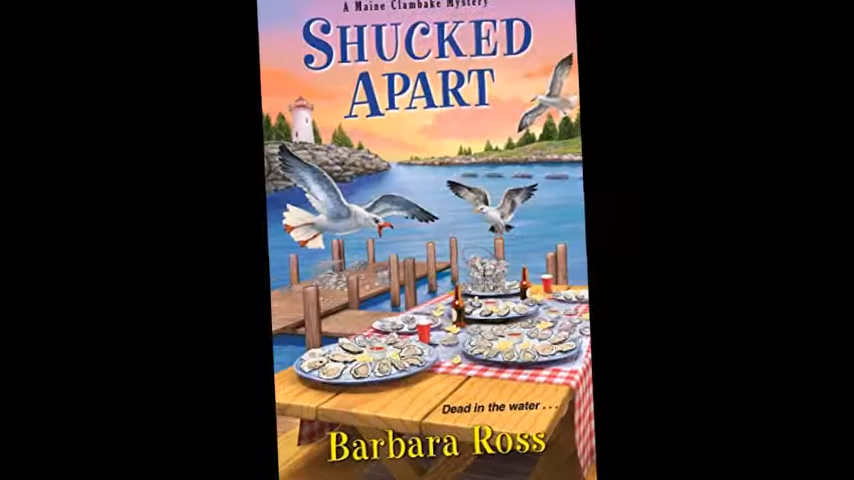 A Maine Clambake Mystery
SHUCKED
APART
Dead in the water...
Barbara Ross